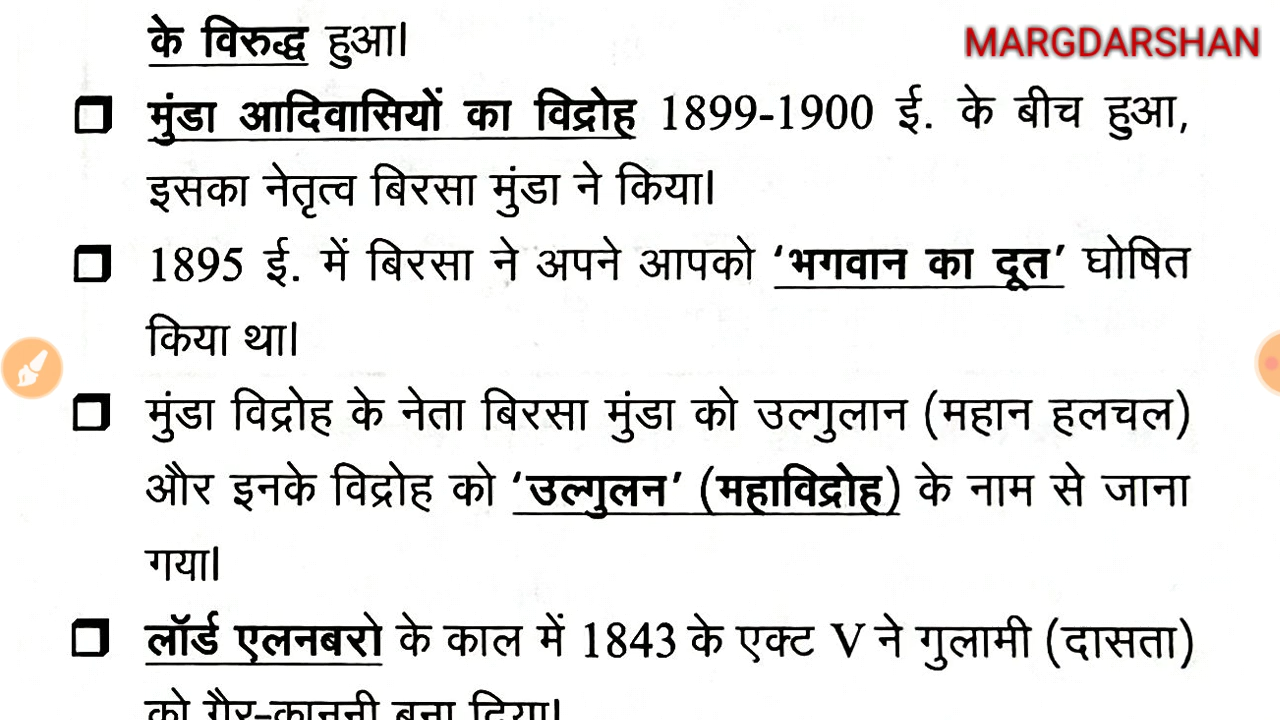 MARGDARSHAN
के विरुद्ध हुआ।
मुंडा आदिवासियों का विद्रोह 1899-1900 ई. के बीच हुआ,
इसका नेतृत्व बिरसा मुंडा ने किया।
1895 ई. में बिरसा ने अपने आपको ‘भगवान का दूत’ घोषित
किया था।
मुंडा विद्रोह के नेता बिरसा मुंडा को उल्गुलान (महान हलचल)
और इनके विद्रोह को ‘उल्गुलन’ (महाविद्रोह) के नाम से जाना
गया।
लॉर्ड एलनबरो के काल में 1843 के एक्ट V ने गुलामी (दासता)
को गैर-कानूनी बना दिया।